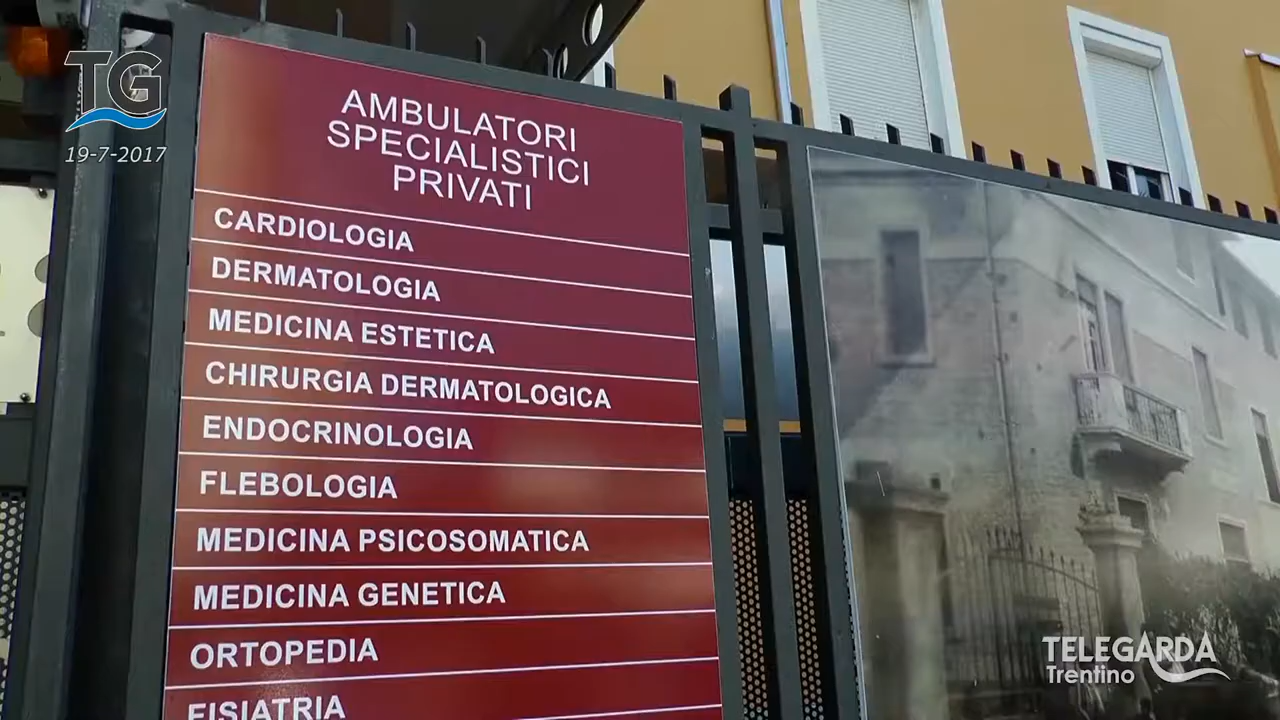 TG
19-7-2017
AMBULATORI
SPECIALISTICI
PRIVATI
CARDIOLOGIA
DERMATOLOGIA
MEDICINA ESTETICA
CHIRURGIA DERMATOLOGICA
ENDOCRINOLOGIA
FLEBOLOGIA
MEDICINA PSICOSOMATICA
MEDICINA GENETICA
ORTOPEDIA
FISIATRIA
TELEGARDA
Trentino